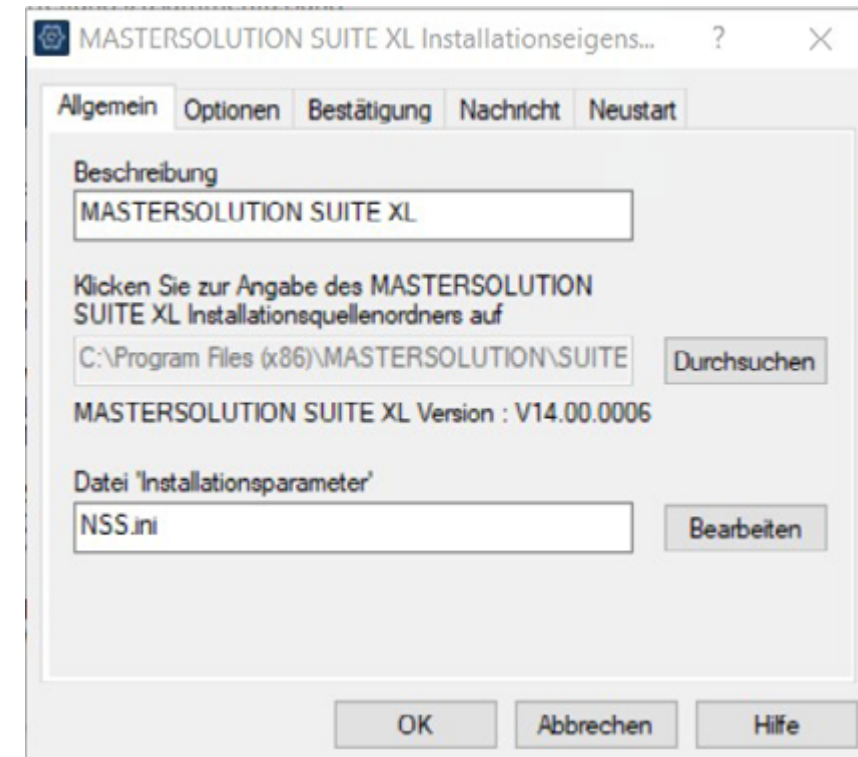 MASTERSOLUTION SUITE XL Installationseigens...
Allgemein Optionen Bestätigung Nachricht Neustart
Beschreibung
MASTERSOLUTION SUITE XL
Klicken Sie zur Angabe des MASTERSOLUTION
SUITE XL Installationsquellenordners auf
C:\Program Files (x86)\MASTERSOLUTION\SUITE Durchsuchen
MASTERSOLUTION SUITE XL Version : V14.00.0006
Datei 'Installationsparameter'
NSS.ini Bearbeiten
OK Abbrechen Hilfe